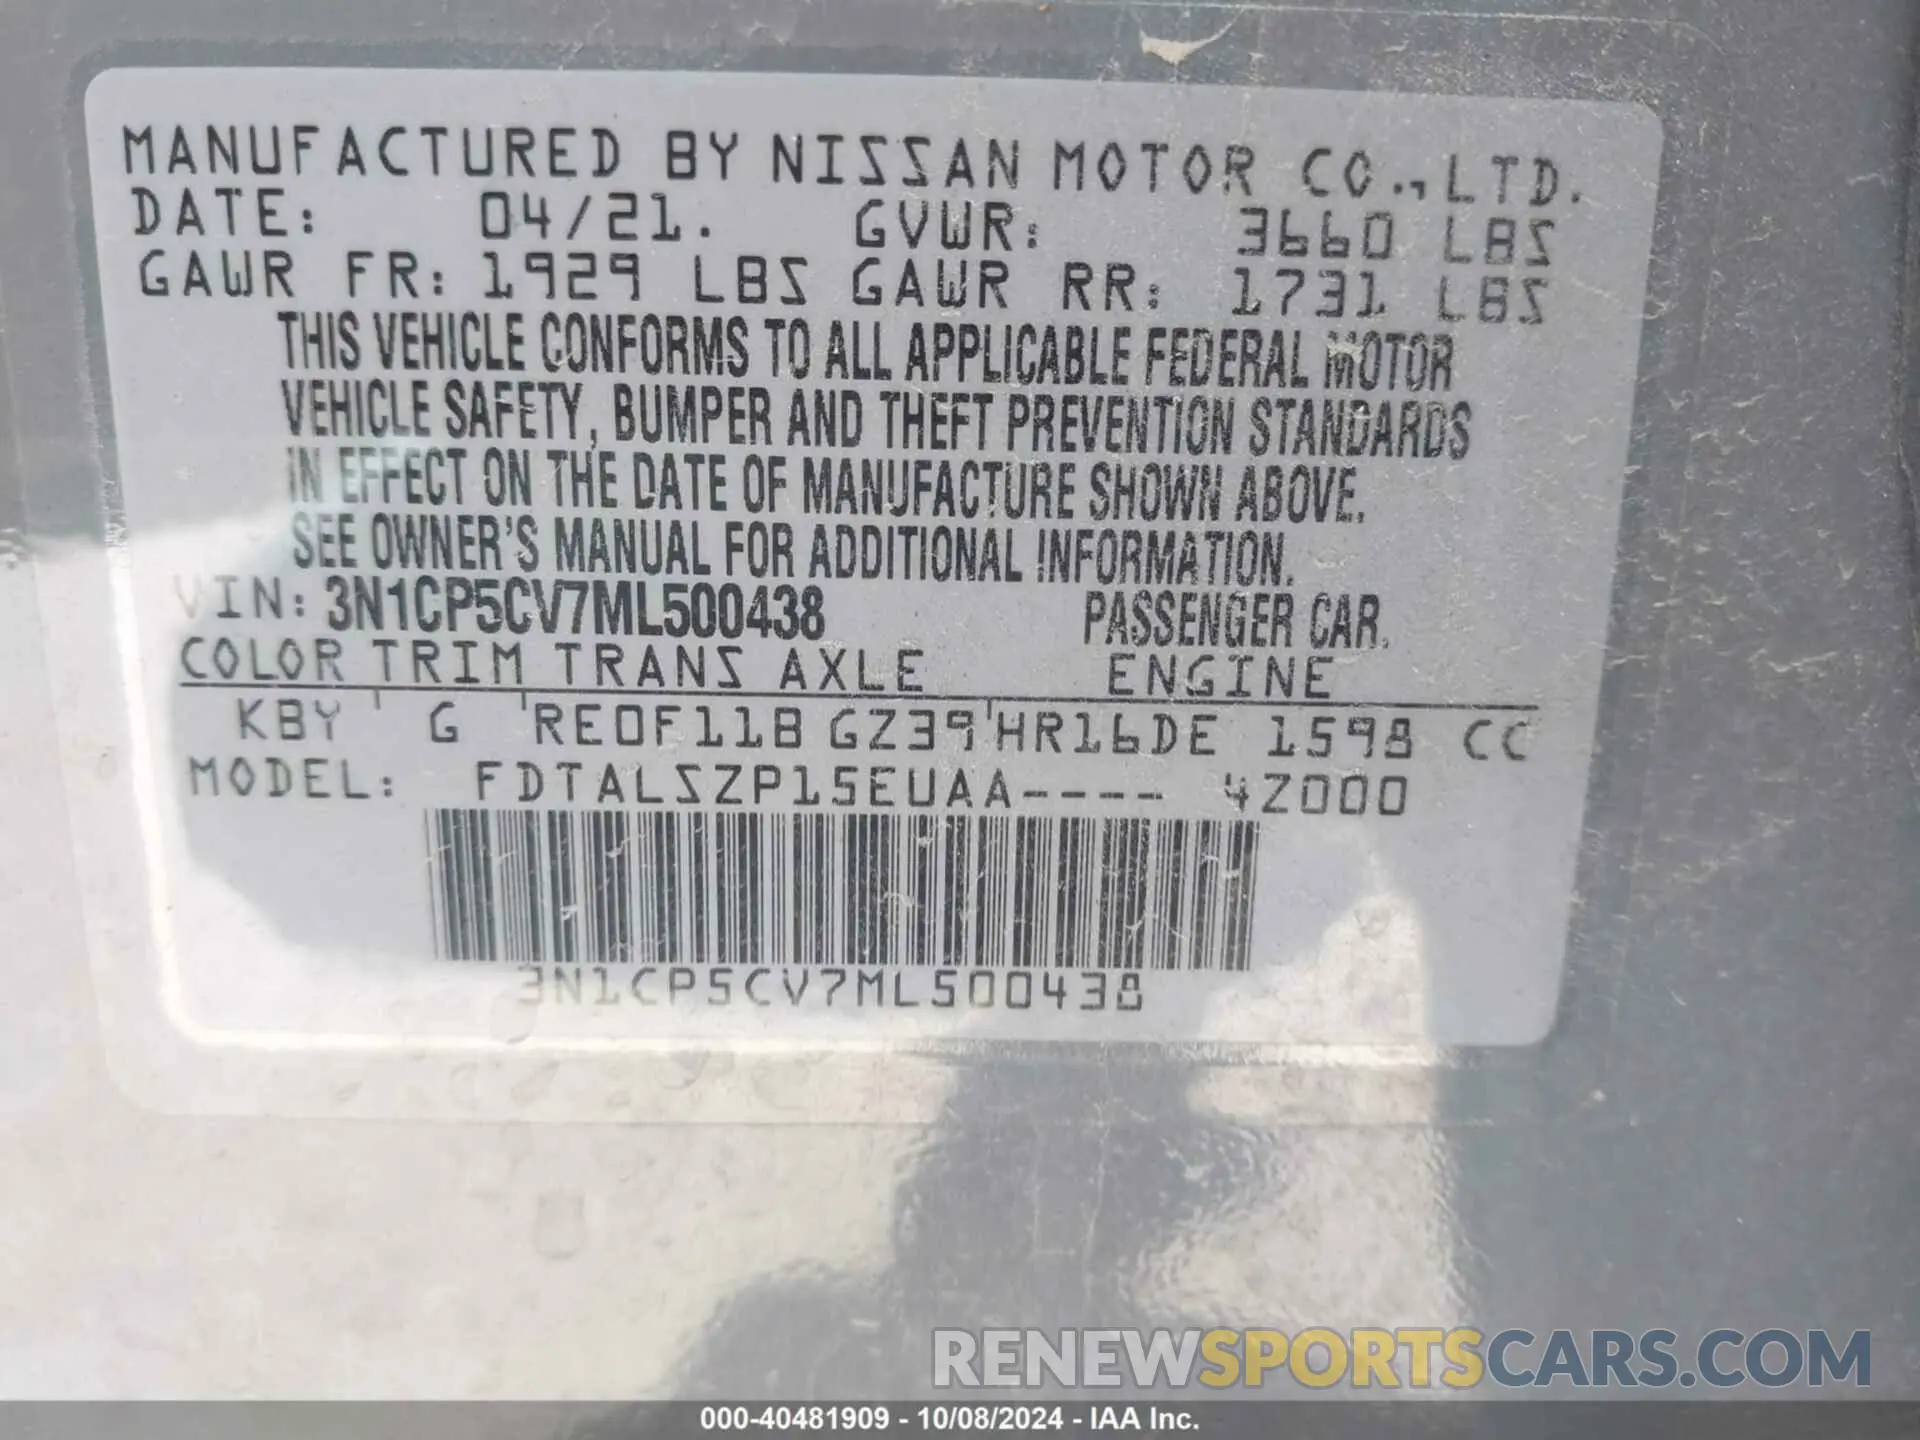 MANUFACTURED BY NISSAN MOTOR CO., LTD.
DATE: 04/21. GVWR: 3660 LBS
GAWR FR: 1929 LBS GAWR RR: 1731 LBS
THIS VEHICLE CONFORMS TO ALL APPLICABLE FEDERAL MOTOR
VEHICLE SAFETY, BUMPER AND THEFT PREVENTION STANDARDS
IN EFFECT ON THE DATE OF MANUFACTURE SHOWN ABOVE.
SEE OWNER'S MANUAL FOR ADDITIONAL INFORMATION.
VIN: 3N1CP5CV7ML500438 PASSENGER CAR.
COLOR TRIM TRANS AXLE ENGINE
KBY G RE0F11B GZ39 HR16DE 1598 CC
MODEL: FDTALSZP15EUAA---- 4Z000
3N1CP5CV7ML500438
RENEWSPORTSCARS.COM
000-40481909 - 10/08/2024 - IAA Inc.